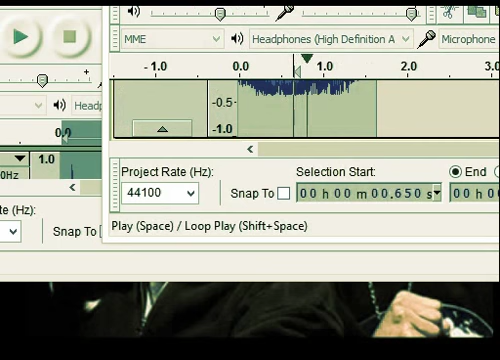 MME
Headphones (High Definition A
Microphone
Headp
-1.0 0.0 1.0 2.0 3.0
-0.5
-1.0
0.0
1.0
0Hz
Project Rate (Hz):
44100
Snap To
Selection Start:
00 h 00 m 00.650 s
End
00 h 0
te (Hz):
Snap To
Play (Space) / Loop Play (Shift+Space)